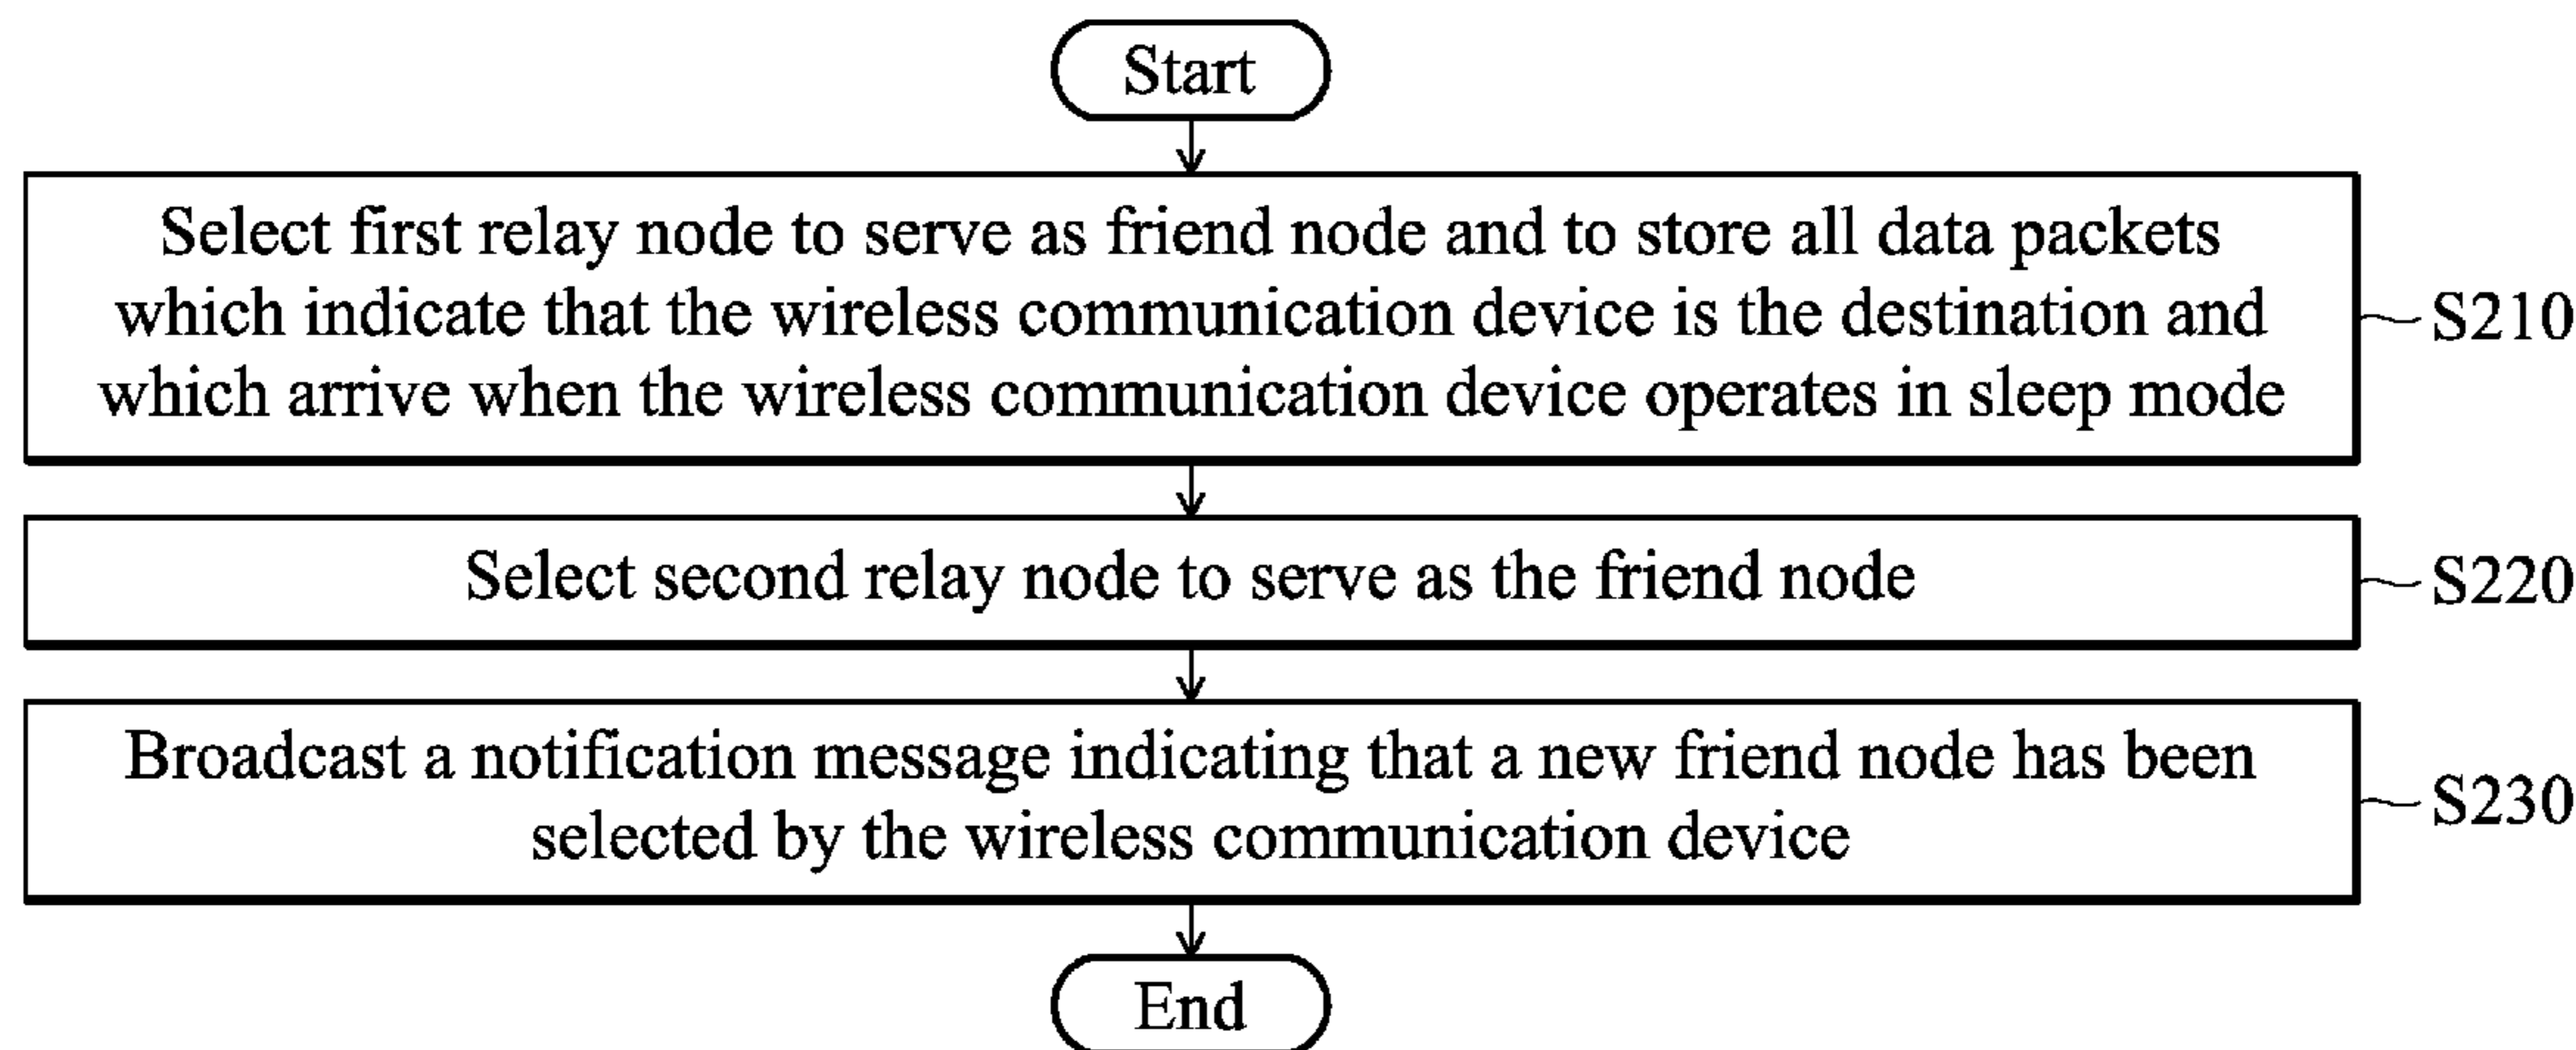 Start
Select first relay node to serve as friend node and to store all data packets
which indicate that the wireless communication device is the destination and
which arrive when the wireless communication device operates in sleep mode
S210
Select second relay node to serve as the friend node
S220
Broadcast a notification message indicating that a new friend node has been
selected by the wireless communication device
S230
End